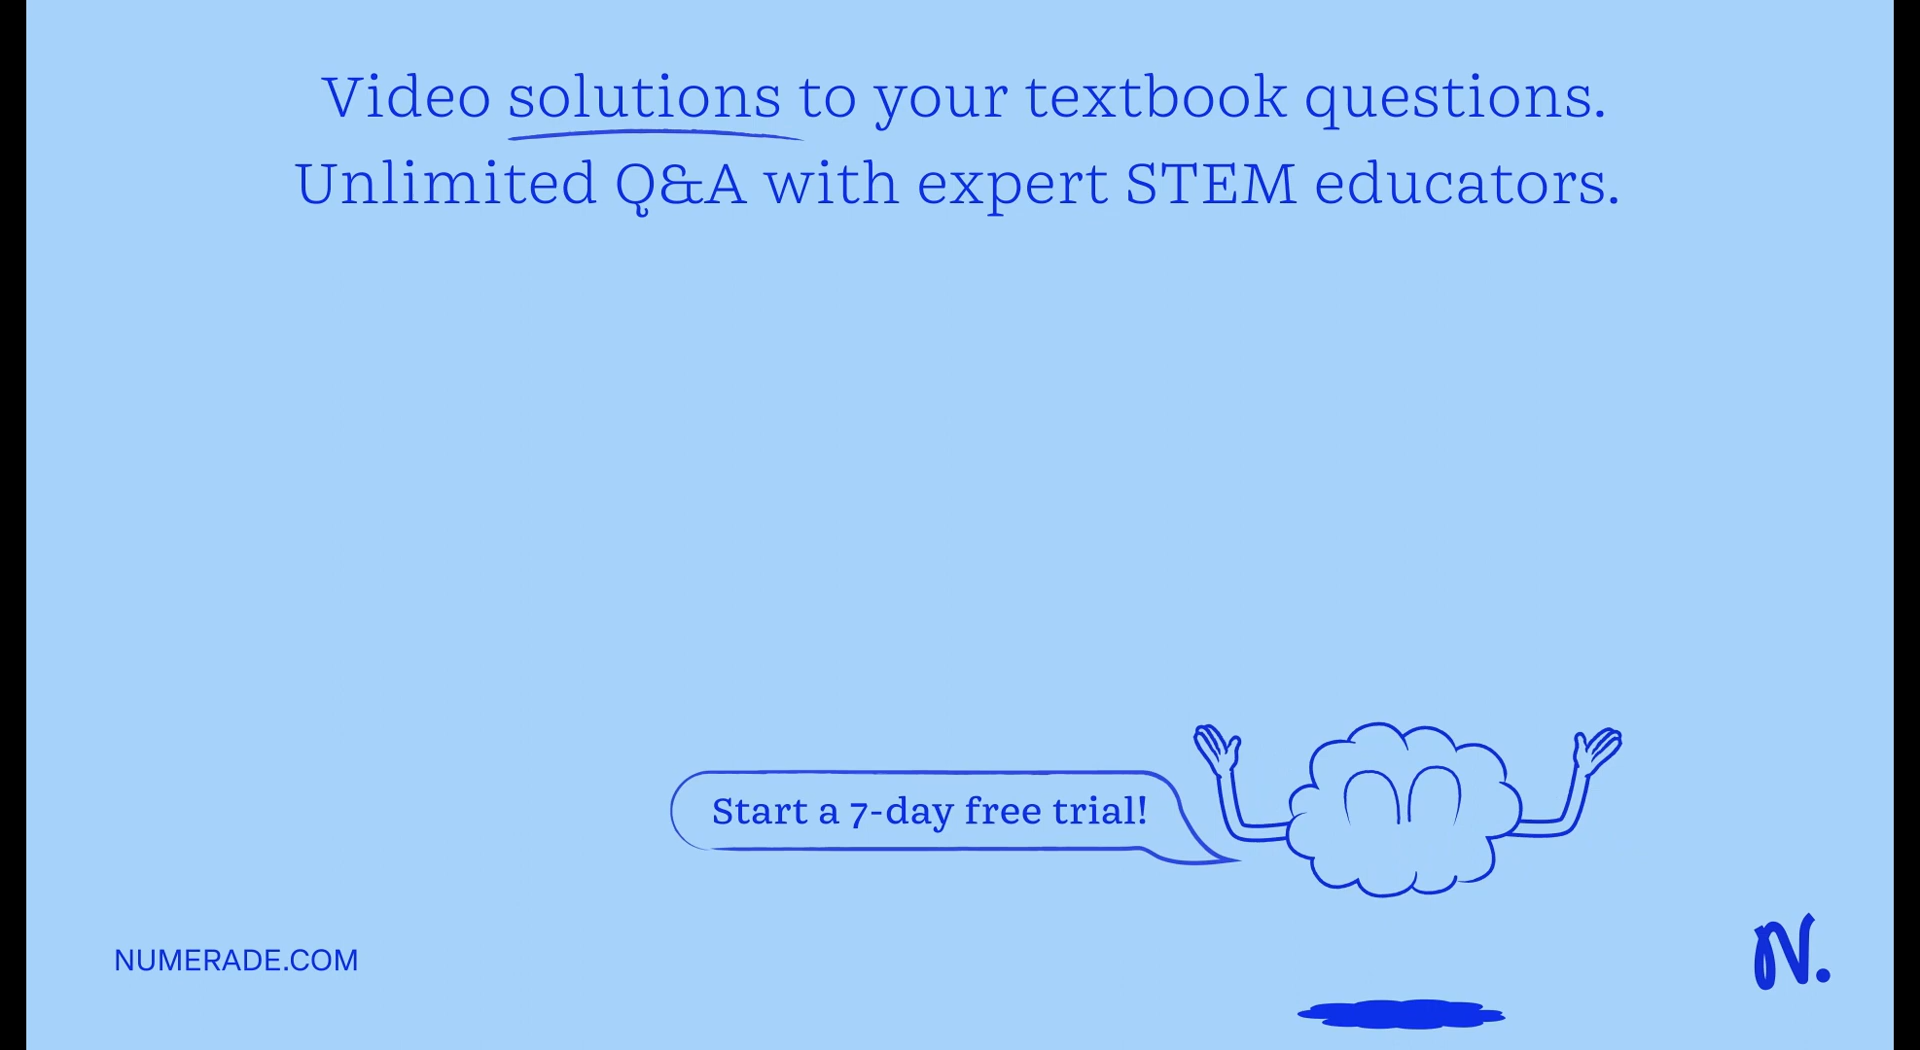 Video solutions to your textbook questions.
Unlimited Q&A with expert STEM educators.
Start a 7-day free trial!
NUMERADE.COM
N.